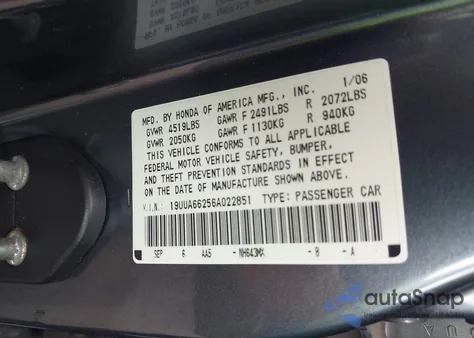 MFD. BY HONDA OF AMERICA MFG., INC. 1/06
GVWR 4519LBS GAWR F 2491LBS R 2072LBS
GVWR 2050KG GAWR F 1130KG R 940KG
THIS VEHICLE CONFORMS TO ALL APPLICABLE
FEDERAL MOTOR VEHICLE SAFETY, BUMPER,
AND THEFT PREVENTION STANDARDS IN EFFECT
ON THE DATE OF MANUFACTURE SHOWN ABOVE.
V.I.N.: 19UUA66256A022851 TYPE: PASSENGER CAR
SEP 6 AA5- NH643MX -B -A
autoSnap